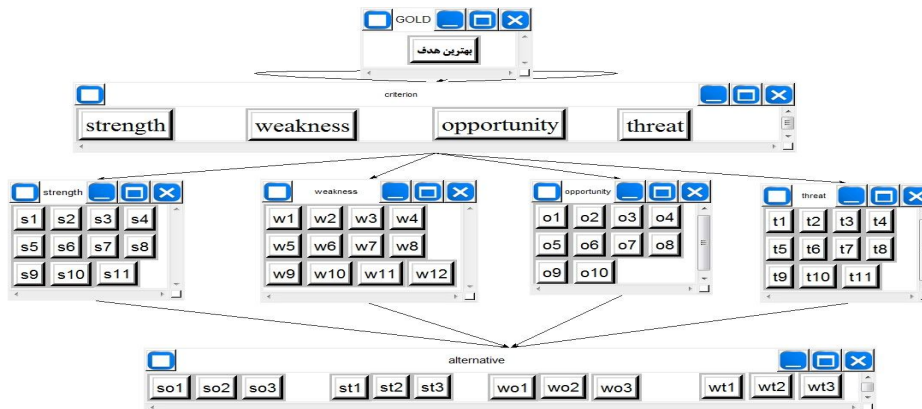 GOLD
بهترین هدف
criterion
strength weakness opportunity threat
strength
s1 s2 s3 s4
s5 s6 s7 s8
s9 s10 s11
weakness
w1 w2 w3 w4
w5 w6 w7 w8
w9 w10 w11 w12
opportunity
o1 o2 o3 o4
o5 o6 o7 o8
o9 o10
threat
t1 t2 t3 t4
t5 t6 t7 t8
t9 t10 t11
alternative
so1 so2 so3 st1 st2 st3 wo1 wo2 wo3 wt1 wt2 wt3